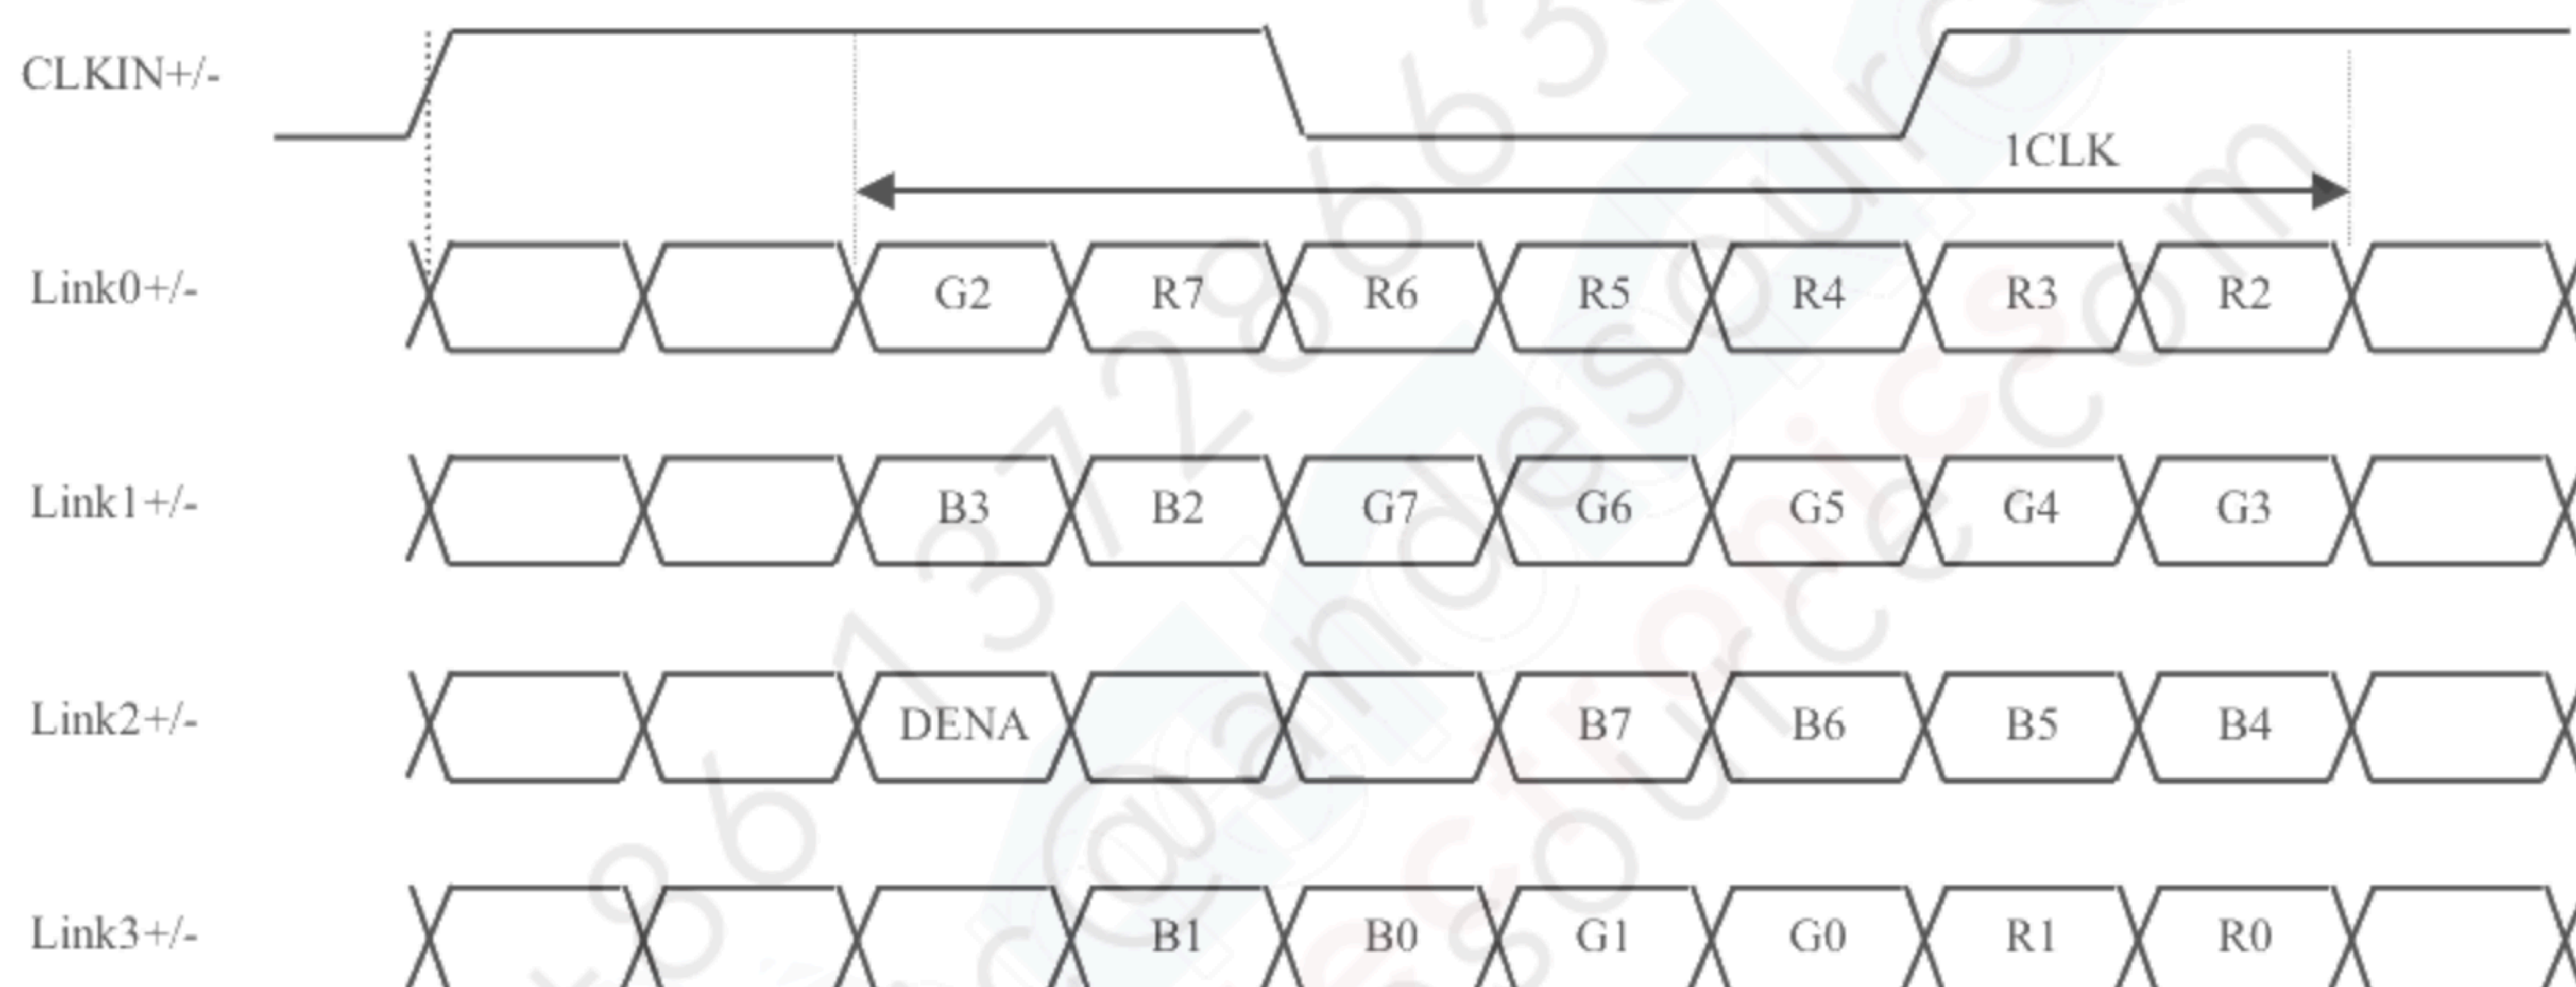 CLKIN+/-
1CLK
Link0+/- G2 R7 R6 R5 R4 R3 R2
Link1+/- B3 B2 G7 G6 G5 G4 G3
Link2+/- DENA B7 B6 B5 B4
Link3+/- B1 B0 G1 G0 R1 R0